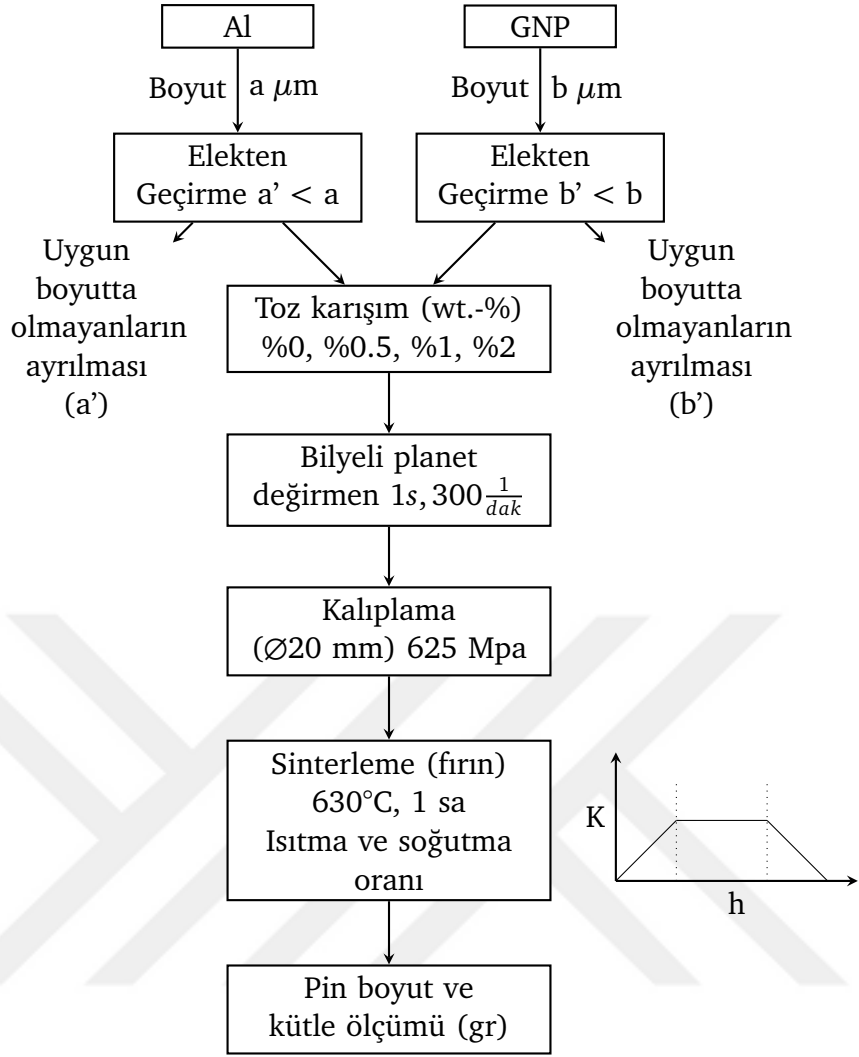 Al
GNP
Boyut a μm
Boyut b μm
Elekten
Geçirme a' < a
Elekten
Geçirme b' < b
Uygun
boyutta
olmayanların
ayrılması
(a')
Uygun
boyutta
olmayanların
ayrılması
(b')
Toz karışım (wt.-%)
%0, %0.5, %1, %2
Bilyeli planet
değirmen 1s, 300 1/dak
Kalıplama
(∅20 mm) 625 Mpa
Sinterleme (fırın)
630°C, 1 sa
Isıtma ve soğutma
oranı
K
h
Pin boyut ve
kütle ölçümü (gr)